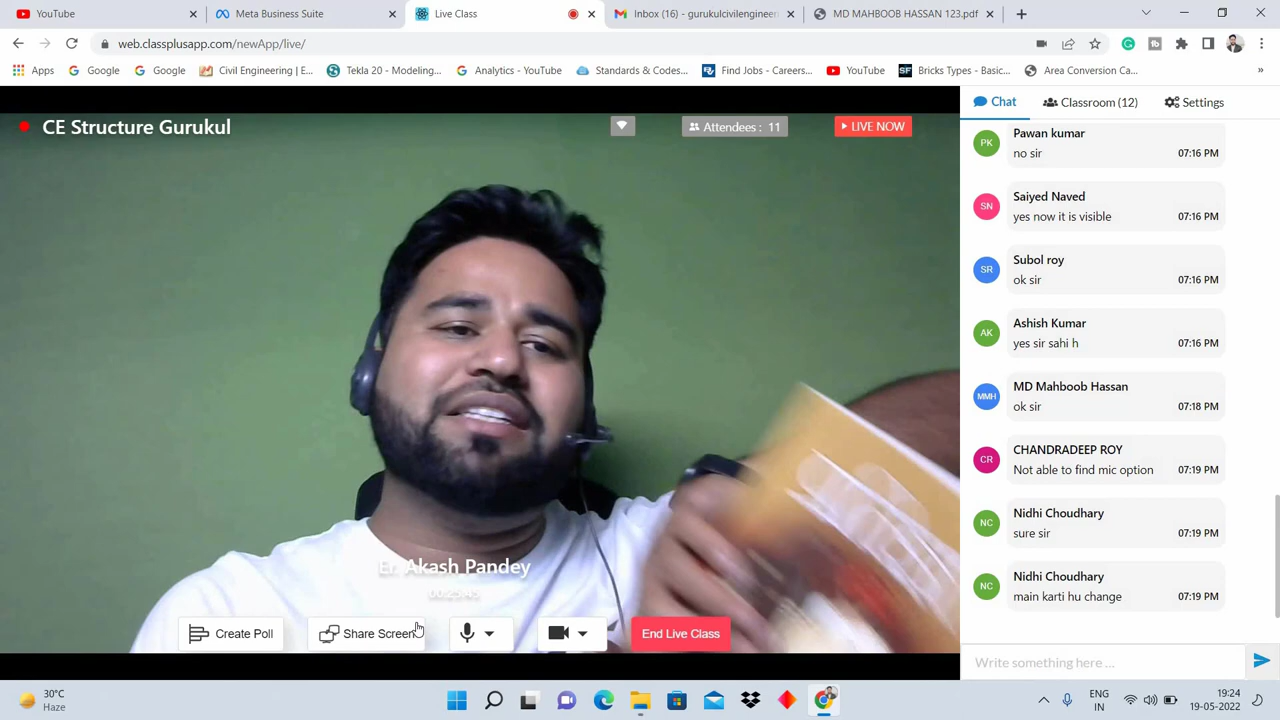 YouTube
Meta Business Suite
Live Class
Inbox (16) - gurukulcivilengineer
MD MAHBOOB HASSAN 123.pdf
web.classplusapp.com/newApp/live/
Apps
Google
Google
Civil Engineering | E...
Tekla 20 - Modeling...
Analytics - YouTube
Standards & Codes...
Find Jobs - Careers...
YouTube
Bricks Types - Basic...
Area Conversion Ca...
CE Structure Gurukul
Attendees : 11
LIVE NOW
Chat
Classroom (12)
Settings
PK
Pawan kumar
no sir
07:16 PM
SN
Saiyed Naved
yes now it is visible
07:16 PM
SR
Subol roy
ok sir
07:16 PM
AK
Ashish Kumar
yes sir sahi h
07:16 PM
MMH
MD Mahboob Hassan
ok sir
07:18 PM
CR
CHANDRADEEP ROY
Not able to find mic option
07:19 PM
NC
Nidhi Choudhary
sure sir
07:19 PM
NC
Nidhi Choudhary
main karti hu change
07:19 PM
Er Akash Pandey
Create Poll
Share Screen
End Live Class
Write something here ...
30°C
Haze
ENG
IN
19:24
19-05-2022